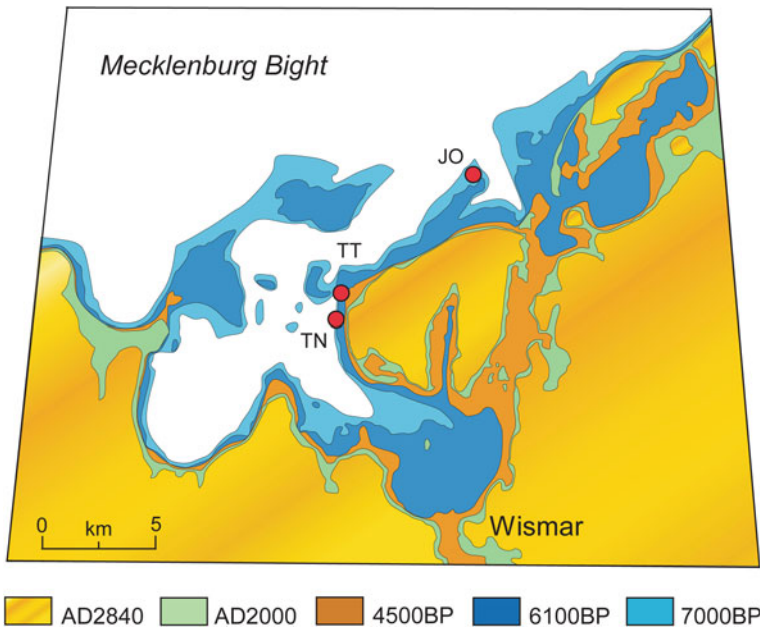 Mecklenburg Bight
JO
TT
TN
0 km 5
Wismar
AD2840 AD2000 4500BP 6100BP 7000BP